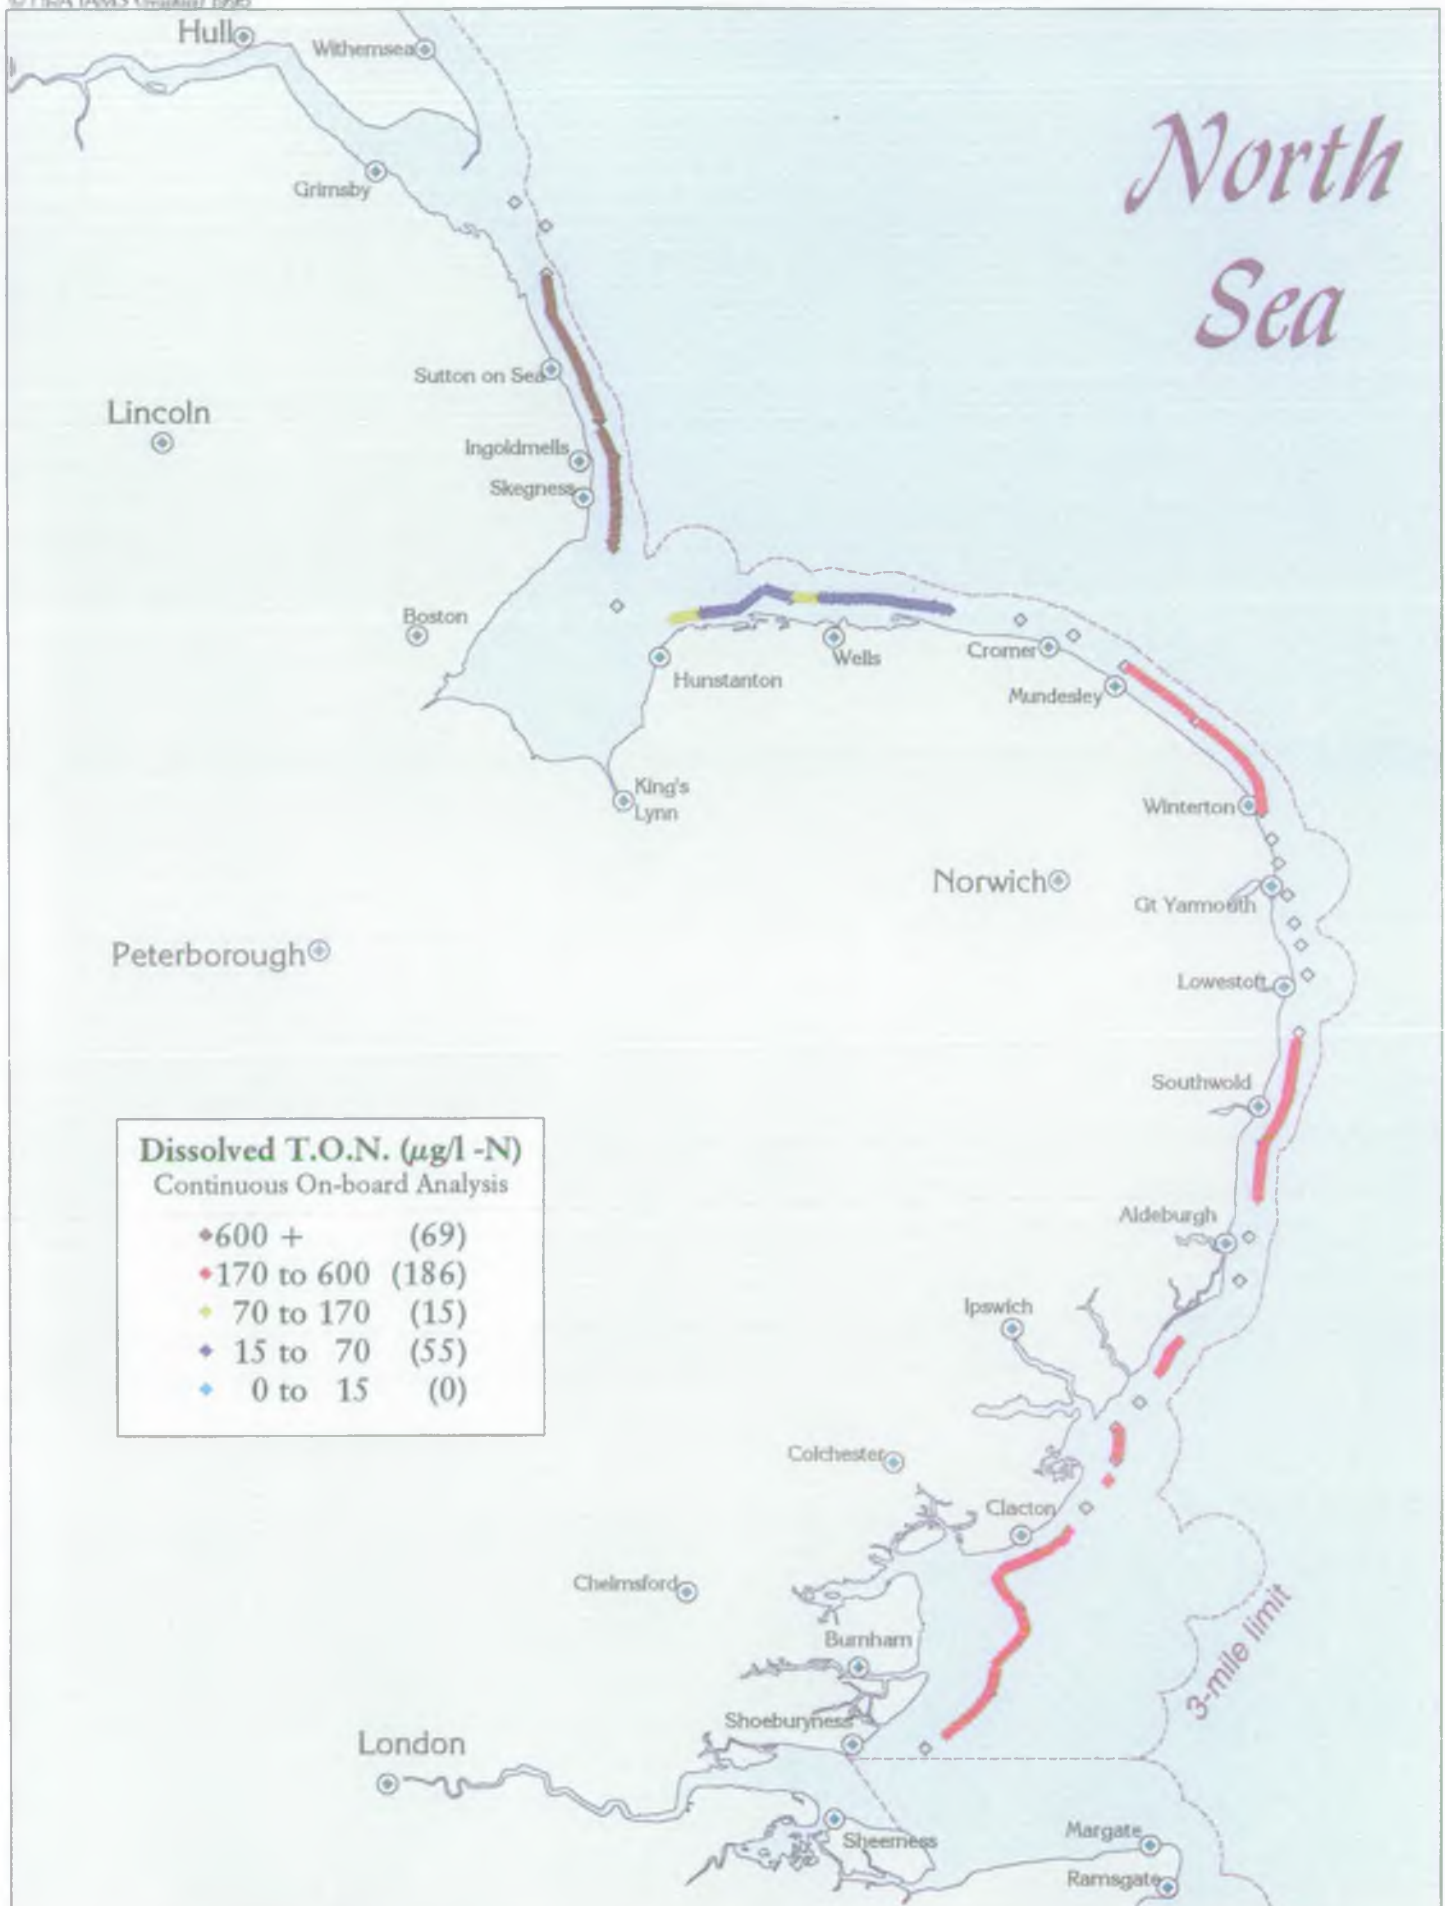 Hull
Withernsea
Grimsby
North
Sea
Sutton on Sea
Lincoln
Ingoldmells
Skegness
Boston
Wells
Cromer
Hunstanton
Mundesley
King's
Lynn
Winterton
Norwich
Gt Yarmouth
Peterborough
Lowestoft
Southwold
Dissolved T.O.N. (µg/l -N)
Continuous On-board Analysis
600 + (69)
170 to 600 (186)
70 to 170 (15)
15 to 70 (55)
0 to 15 (0)
Aldeburgh
Ipswich
Colchester
Clacton
Chelmsford
Burnham
3-mile limit
Shoeburyness
London
Margate
Sheerness
Ramsgate